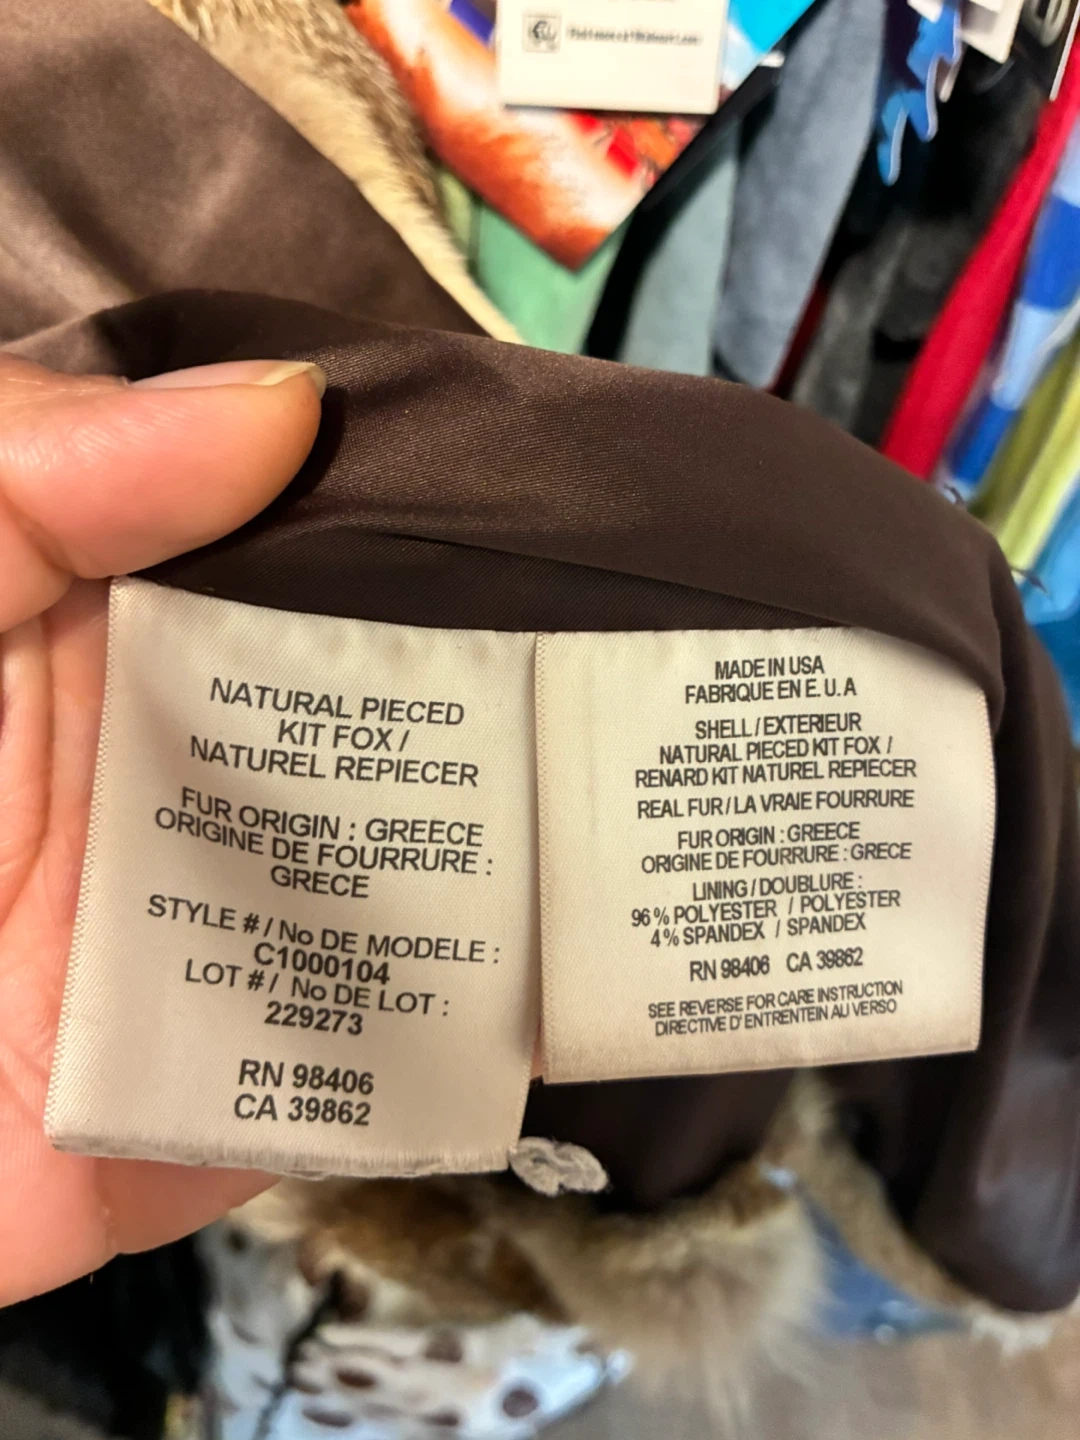 NATURAL PIECED
KIT FOX /
NATUREL REPIECER
FUR ORIGIN : GREECE
ORIGINE DE FOURRURE :
GRECE
STYLE # / No DE MODELE :
C1000104
LOT # / No DE LOT :
229273
RN 98406
CA 39862
MADE IN USA
FABRIQUE EN E. U. A
SHELL / EXTERIEUR
NATURAL PIECED KIT FOX /
RENARD KIT NATUREL REPIECER
REAL FUR / LA VRAIE FOURRURE
FUR ORIGIN : GREECE
ORIGINE DE FOURRURE : GRECE
LINING / DOUBLURE :
96 % POLYESTER / POLYESTER
4 % SPANDEX / SPANDEX
RN 98406 CA 39862
SEE REVERSE FOR CARE INSTRUCTION
DIRECTIVE D' ENTRENTEIN AU VERSO